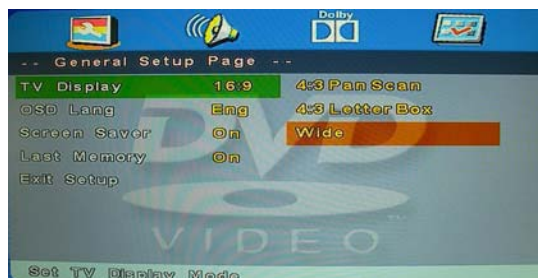 Dolby
-- General Setup Page --
TV Display 16:9 4:3 Pan Scan
OSD Lang Eng 4:3 Letter Box
Screen Saver On Wide
Last Memory On
Exit Setup
DVD
VIDEO
TM
Set TV Display Mode